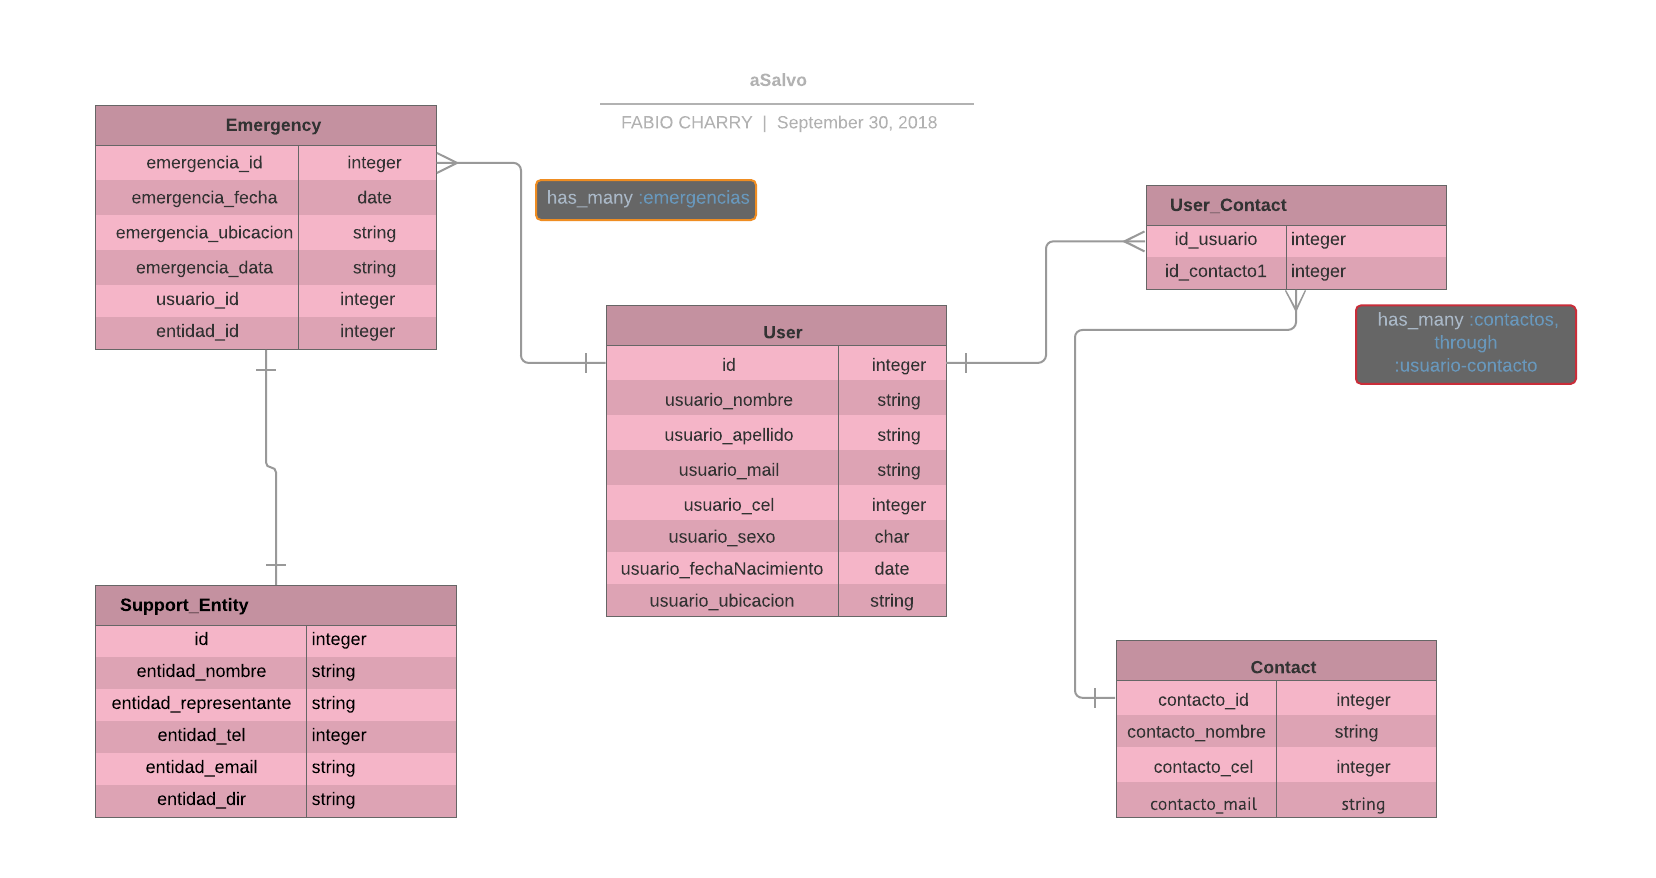 aSalvo
FABIO CHARRY | September 30, 2018
Emergency
emergencia_id integer
emergencia_fecha date
emergencia_ubicacion string
emergencia_data string
usuario_id integer
entidad_id integer
has_many :emergencias
User_Contact
id_usuario integer
id_contacto1 integer
has_many :contactos,
through
:usuario-contacto
User
id integer
usuario_nombre string
usuario_apellido string
usuario_mail string
usuario_cel integer
usuario_sexo char
usuario_fechaNacimiento date
usuario_ubicacion string
Support_Entity
id integer
entidad_nombre string
entidad_representante string
entidad_tel integer
entidad_email string
entidad_dir string
Contact
contacto_id integer
contacto_nombre string
contacto_cel integer
contacto_mail string